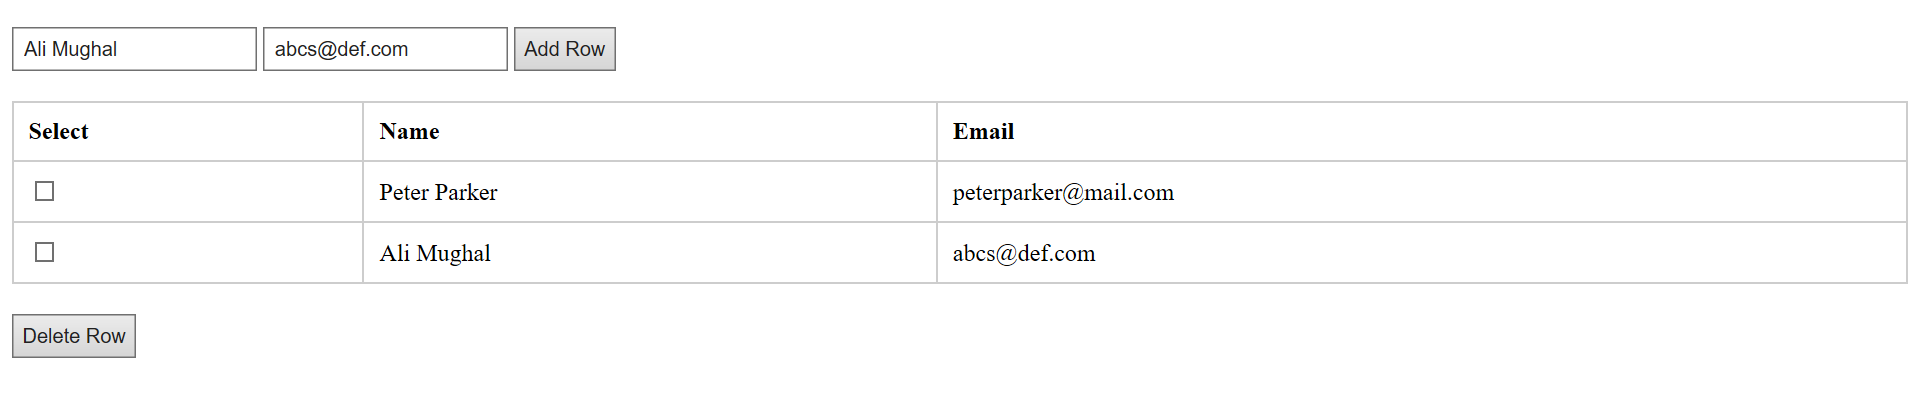 Ali Mughal abcs@def.com Add Row
Select Name Email
Peter Parker peterparker@mail.com
Ali Mughal abcs@def.com
Delete Row